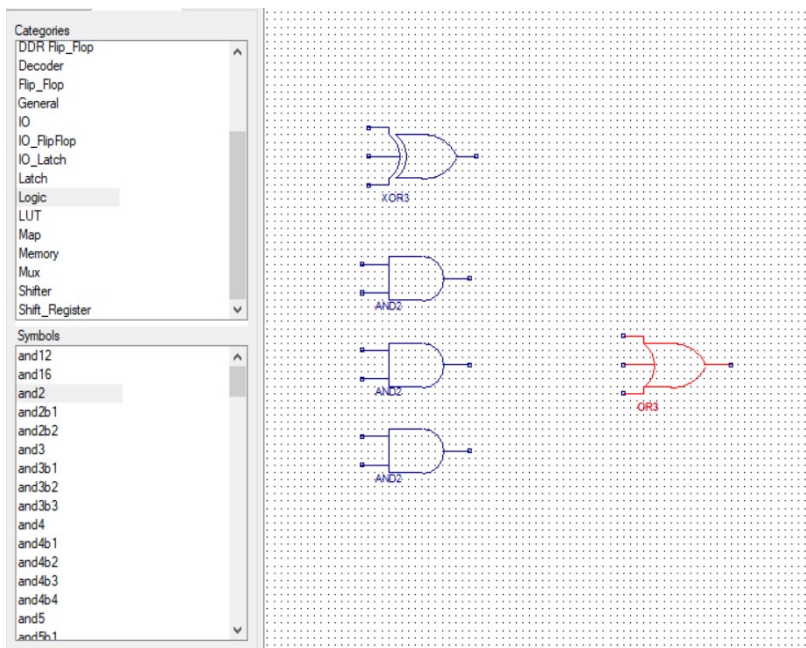 Categories
DDR Flip_Flop
Decoder
Flip_Flop
General
IO
IO_FlipFlop
IO_Latch
Latch
Logic
LUT
Map
Memory
Mux
Shifter
Shift_Register
Symbols
and12
and16
and2
and2b1
and2b2
and3
and3b1
and3b2
and3b3
and4
and4b1
and4b2
and4b3
and4b4
and5
and5b1
XOR3
AND2
AND2
AND2
OR3